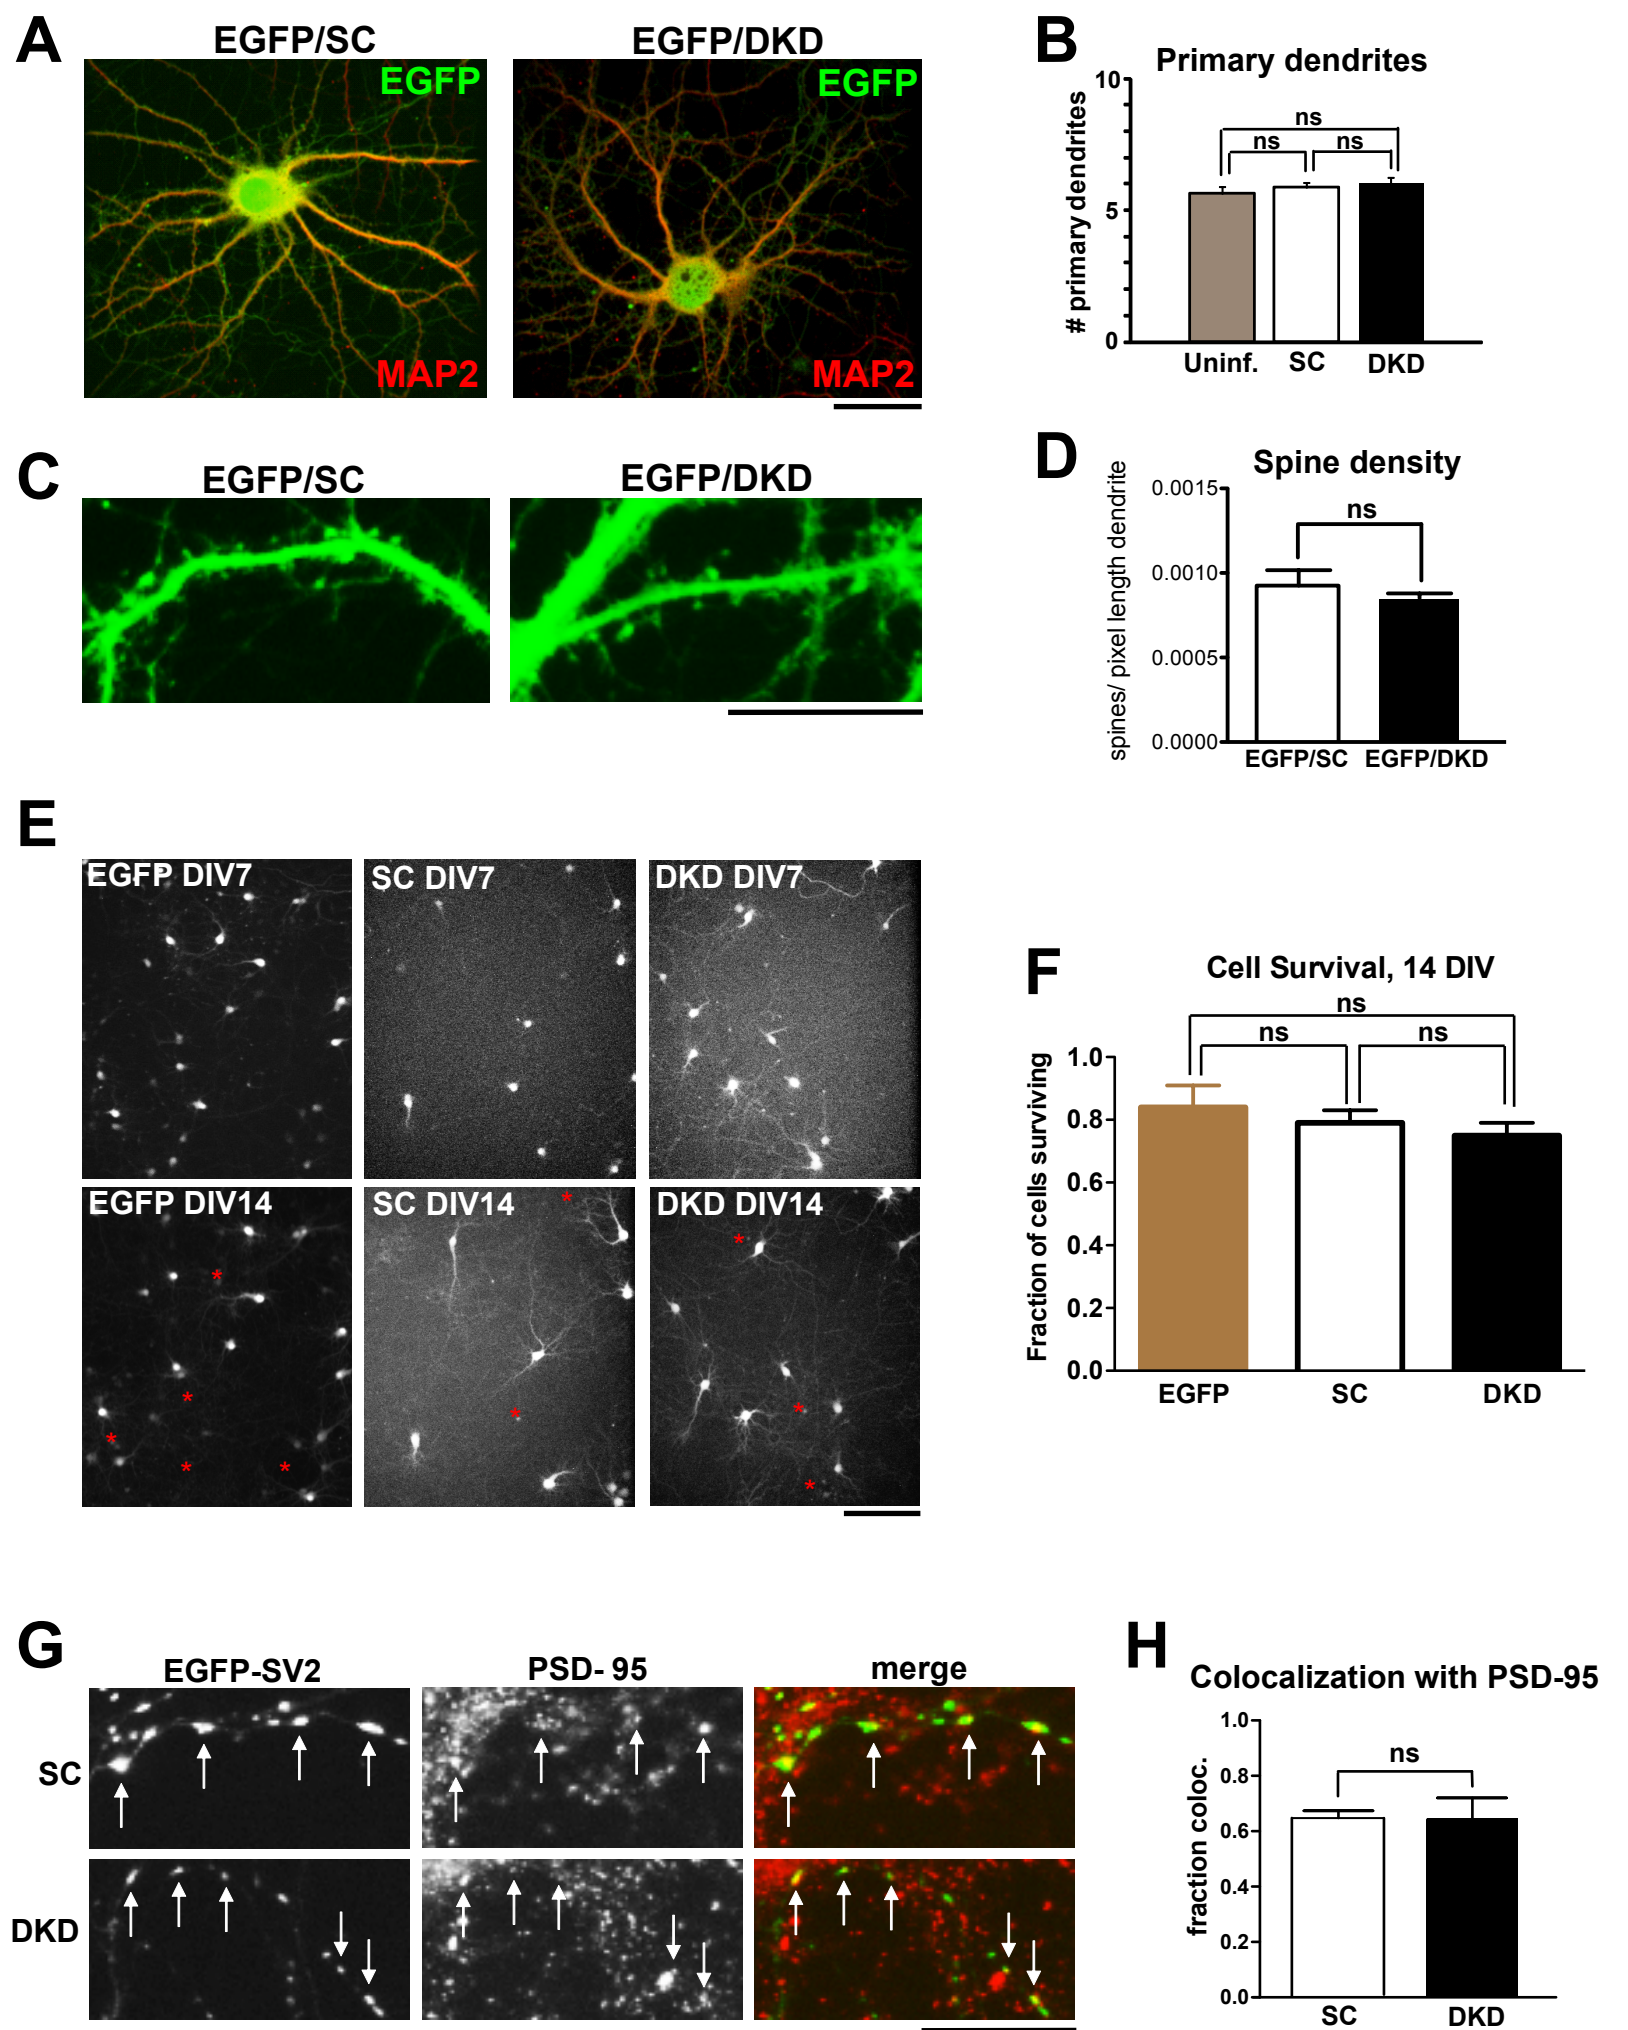 A
EGFP/SC
EGFP/DKD
EGFP
MAP2
EGFP
MAP2
B
Primary dendrites
# primary dendrites
10
5
0
ns
ns
ns
Uninf.
SC
DKD
C
EGFP/SC
EGFP/DKD
D
Spine density
spines/ pixel length dendrite
0.0015
0.0010
0.0005
0.0000
ns
EGFP/SC
EGFP/DKD
E
EGFP DIV7
SC DIV7
DKD DIV7
EGFP DIV14
SC DIV14
DKD DIV14
*
*
*
*
*
*
*
*
*
*
F
Cell Survival, 14 DIV
Fraction of cells surviving
1.0
0.8
0.6
0.4
0.2
0.0
ns
ns
ns
EGFP
SC
DKD
G
EGFP-SV2
PSD- 95
merge
SC
DKD
H
Colocalization with PSD-95
fraction coloc.
1.0
0.8
0.6
0.4
0.2
0.0
ns
SC
DKD